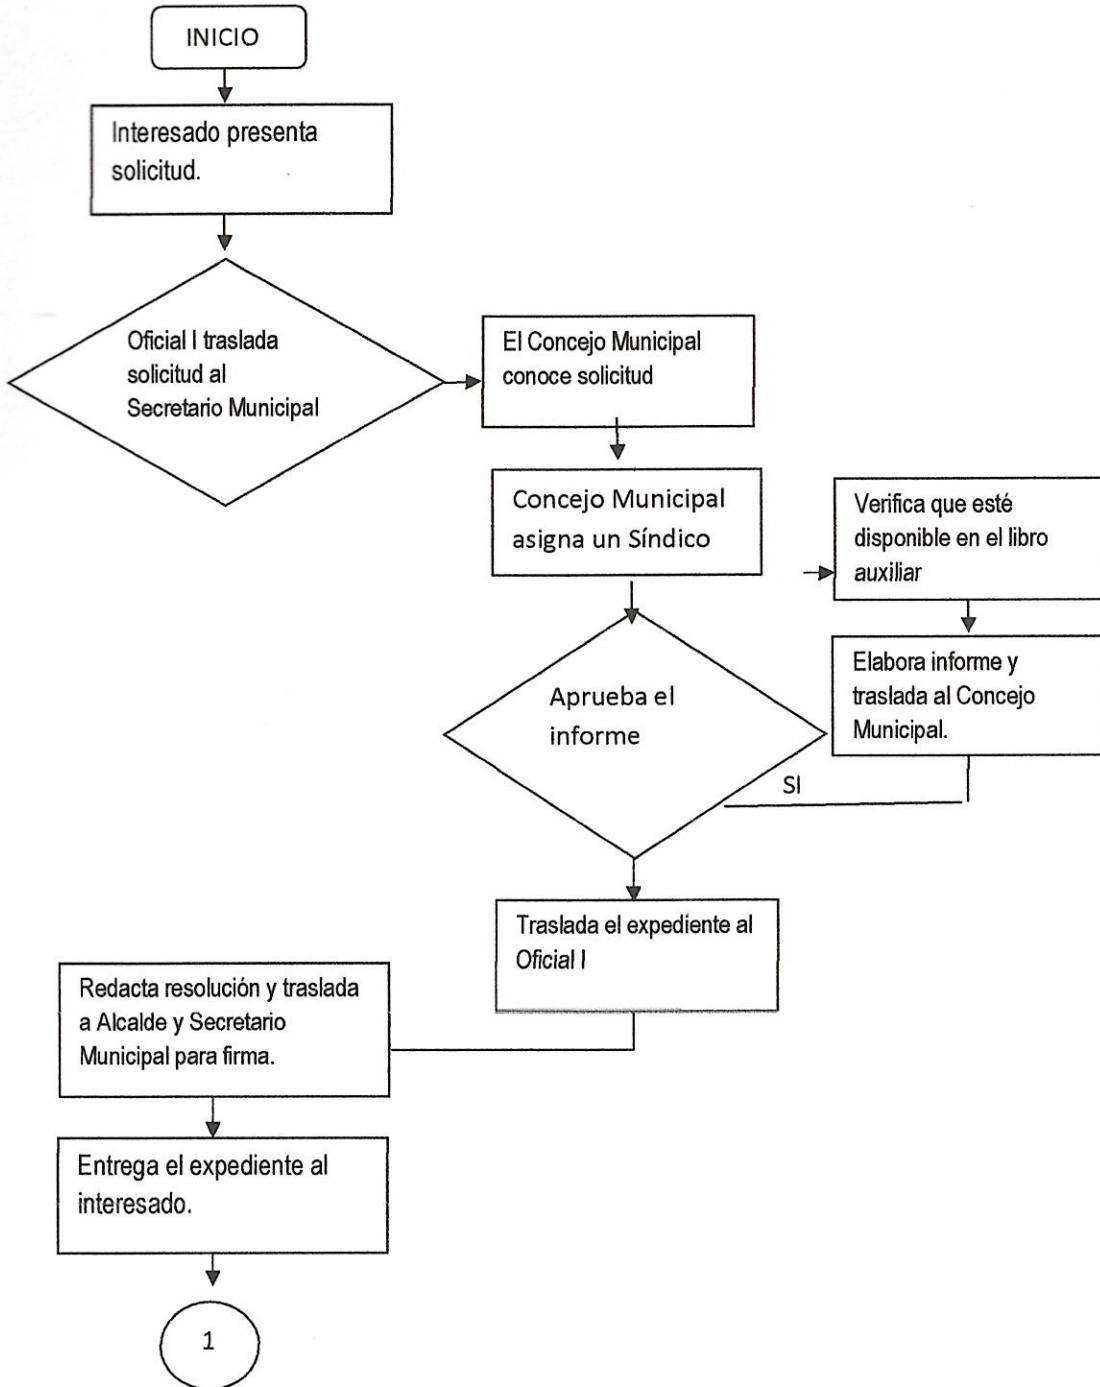 INICIO
Interesado presenta
solicitud.
Oficial I traslada
solicitud al
Secretario Municipal
El Concejo Municipal
conoce solicitud
Concejo Municipal
asigna un Síndico
Verifica que esté
disponible en el libro
auxiliar
Elabora informe y
traslada al Concejo
Municipal.
Aprueba el
informe
SI
Traslada el expediente al
Oficial I
Redacta resolución y traslada
a Alcalde y Secretario
Municipal para firma.
Entrega el expediente al
interesado.
1